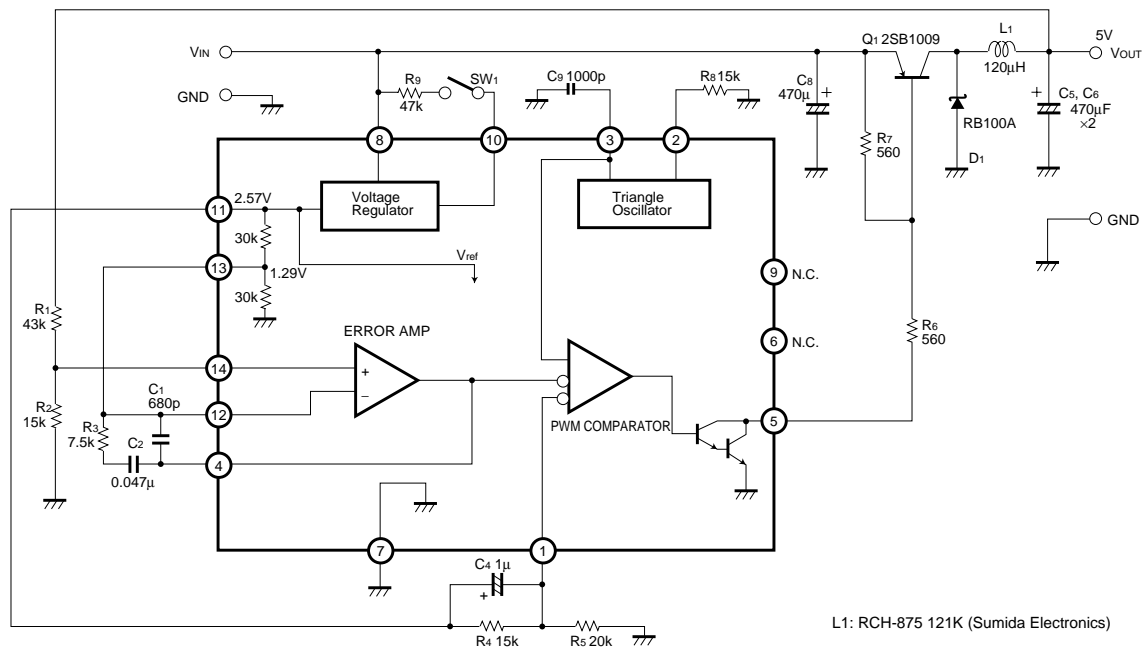 VIN
GND
R9
47k
SW1
C9 1000p
R8 15k
C8
470μ
+
Q1 2SB1009
L1
120μH
5V
VOUT
+
C5, C6
470μF
×2
RB100A
D1
R7
560
GND
8
10
3
2
Voltage
Regulator
Triangle
Oscillator
11
2.57V
30k
13
1.29V
30k
Vref
9
N.C.
6
N.C.
R1
43k
R6
560
ERROR AMP
14
+
−
12
C1
680p
R2
15k
R3
7.5k
C2
0.047μ
4
PWM COMPARATOR
5
7
1
C4 1μ
+
R4 15k
R5 20k
L1: RCH-875 121K (Sumida Electronics)